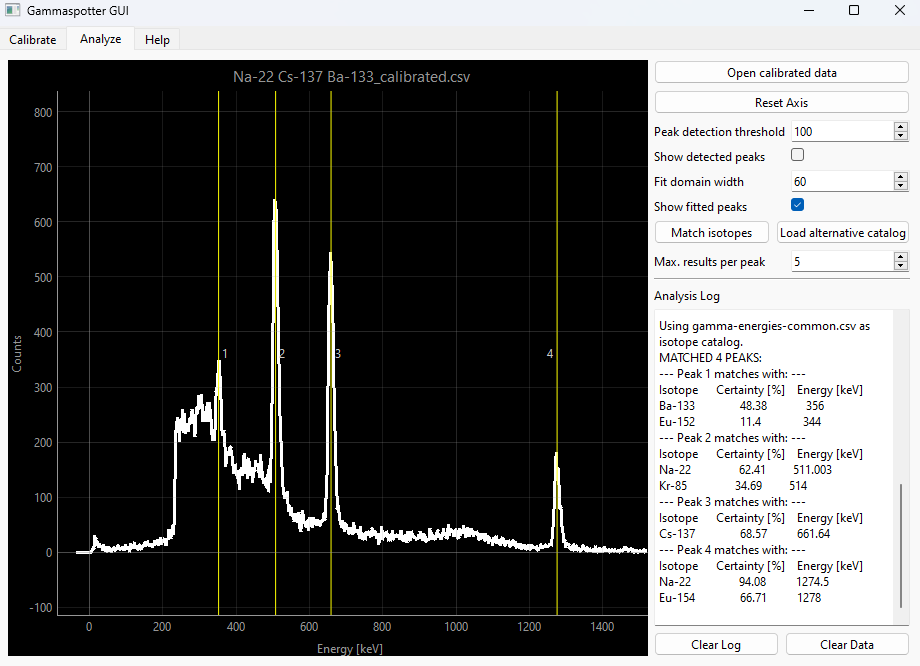 Gammaspotter GUI
Calibrate Analyze Help
Na-22 Cs-137 Ba-133_calibrated.csv
800
700
600
500
400
300
200
100
0
-100
Counts
1
2
3
4
0 200 400 600 800 1000 1200 1400
Energy [keV]
Open calibrated data
Reset Axis
Peak detection threshold 100
Show detected peaks
Fit domain width 60
Show fitted peaks
Match isotopes Load alternative catalog
Max. results per peak 5
Analysis Log
Using gamma-energies-common.csv as
isotope catalog.
MATCHED 4 PEAKS:
--- Peak 1 matches with: ---
Isotope Certainty [%] Energy [keV]
Ba-133 48.38 356
Eu-152 11.4 344
--- Peak 2 matches with: ---
Isotope Certainty [%] Energy [keV]
Na-22 62.41 511.003
Kr-85 34.69 514
--- Peak 3 matches with: ---
Isotope Certainty [%] Energy [keV]
Cs-137 68.57 661.64
--- Peak 4 matches with: ---
Isotope Certainty [%] Energy [keV]
Na-22 94.08 1274.5
Eu-154 66.71 1278
Clear Log Clear Data